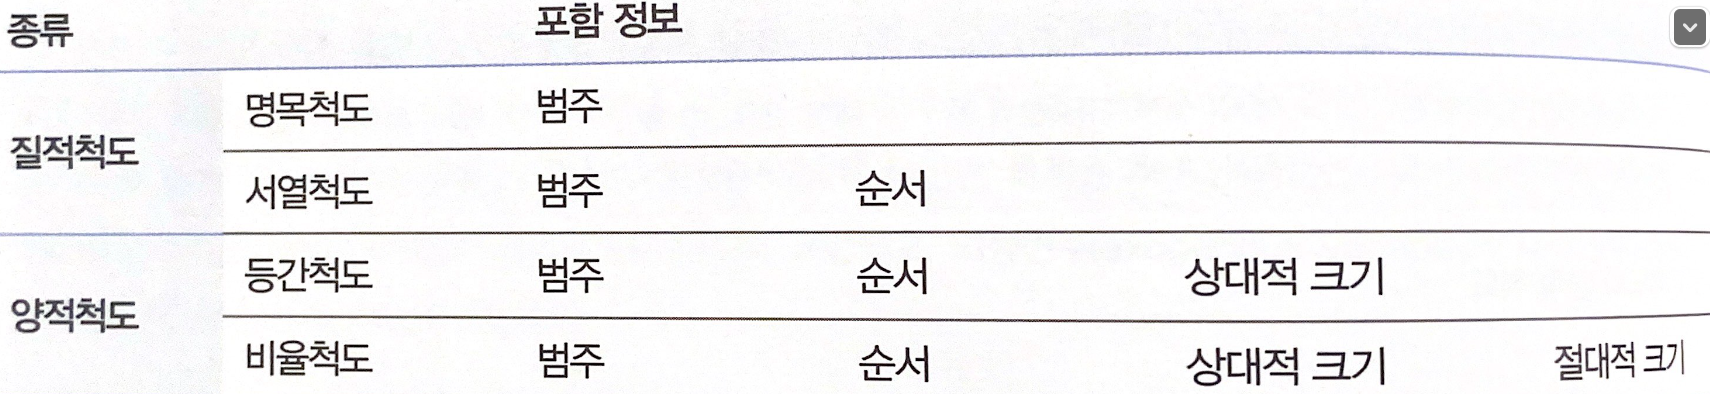 종류 포함 정보
명목척도 범주
질적척도
서열척도 범주 순서
등간척도 범주 순서 상대적 크기
양적척도
비율척도 범주 순서 상대적 크기 절대적 크기